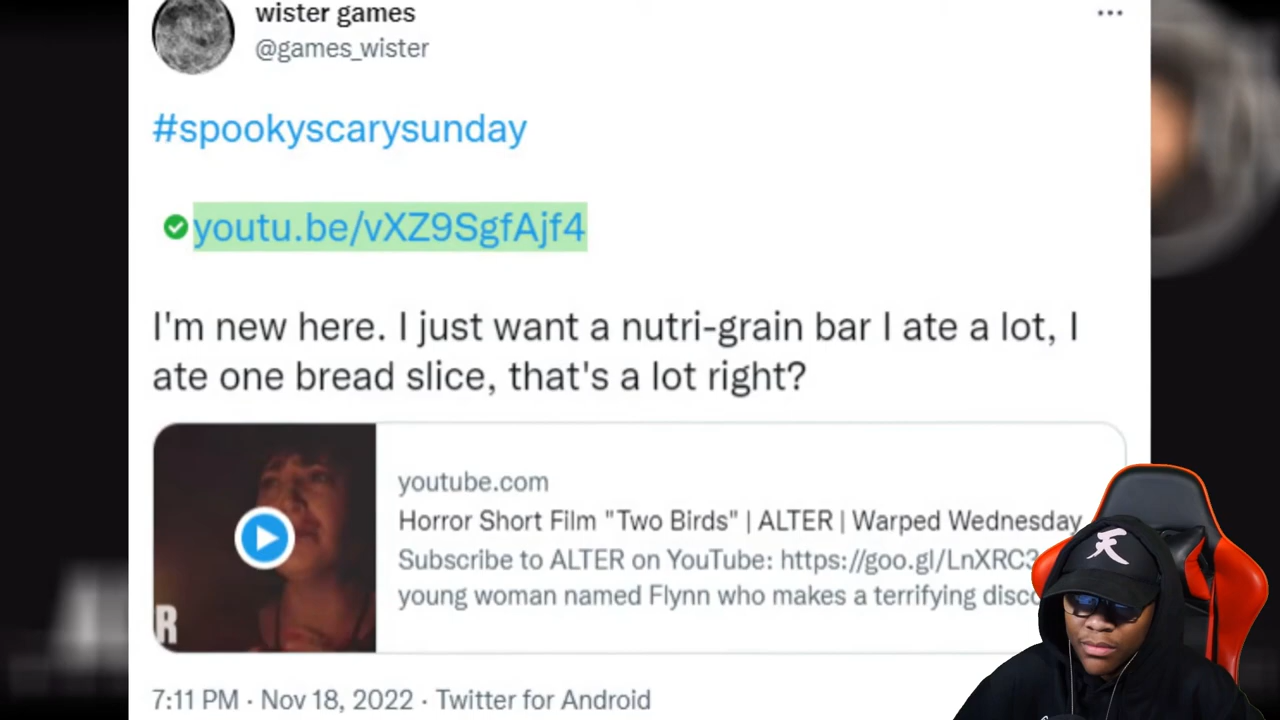 wister games
@games_wister
#spookyscarysunday
youtu.be/vXZ9SgfAjf4
I'm new here. I just want a nutri-grain bar I ate a lot, I
ate one bread slice, that's a lot right?
youtube.com
Horror Short Film "Two Birds" | ALTER | Warped Wednesday
Subscribe to ALTER on YouTube: https://goo.gl/LnXRC3
young woman named Flynn who makes a terrifying disco
R
7:11 PM · Nov 18, 2022 · Twitter for Android